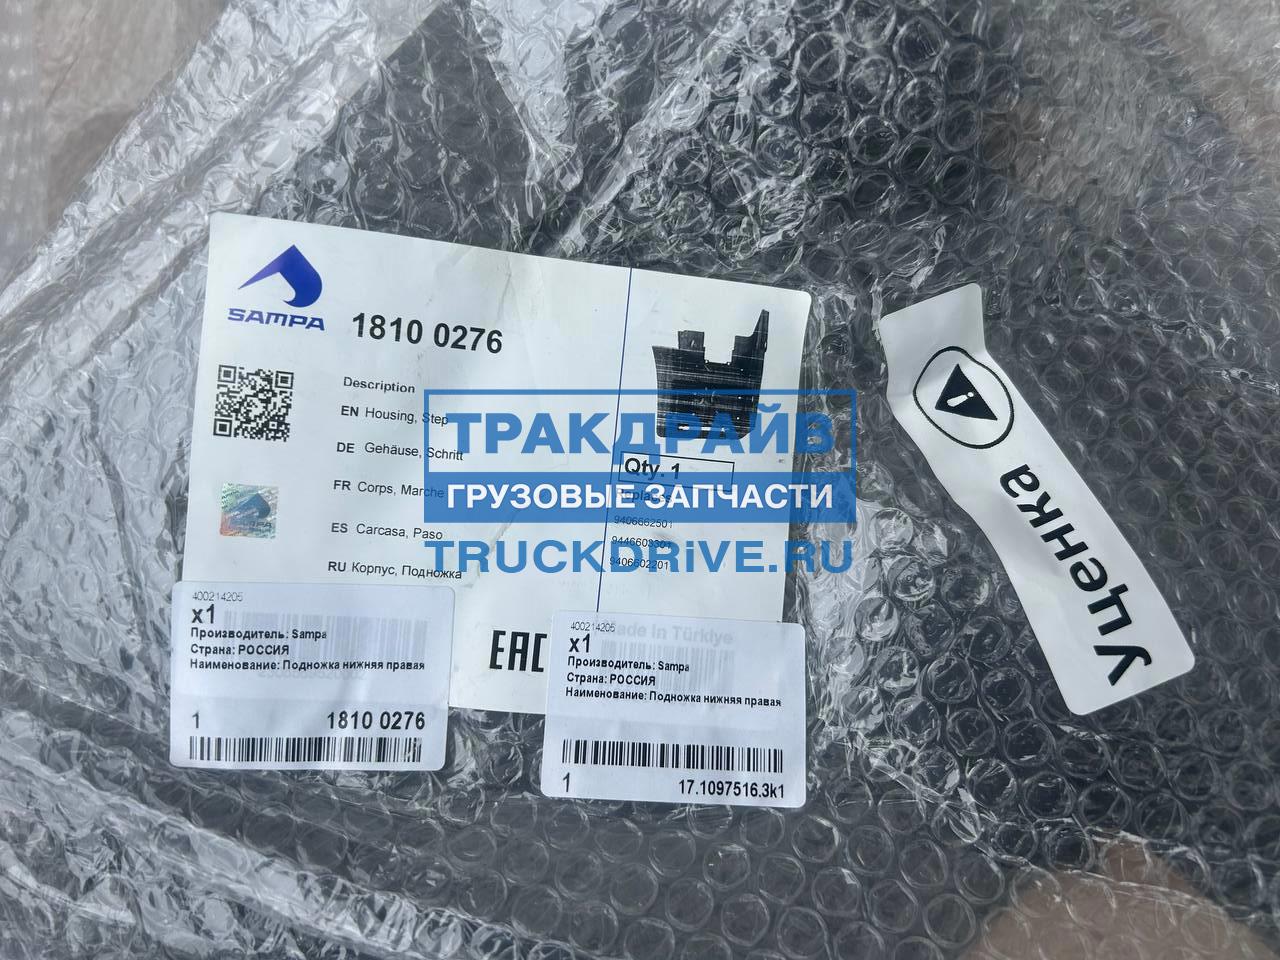 SAMPA
1810 0276
Description
EN Housing, Step
DE Gehäuse, Schritt
FR Corps, Marche
ES Carcasa, Paso
RU Корпус, Подножка
SAMPA
Qty. 1
9406662501
9446603301
9406602201
EAC
Made In Türkiye
ТРАКДРАЙВ
ГРУЗОВЫЕ ЗАПЧАСТИ
TRUCKDRiVE.RU
400214205
x1
Производитель: Sampa
Страна: РОССИЯ
Наименование: Подножка нижняя правая
1 1810 0276
400214205
x1
Производитель: Sampa
Страна: РОССИЯ
Наименование: Подножка нижняя правая
1 17.1097516.3k1
i
Уценка